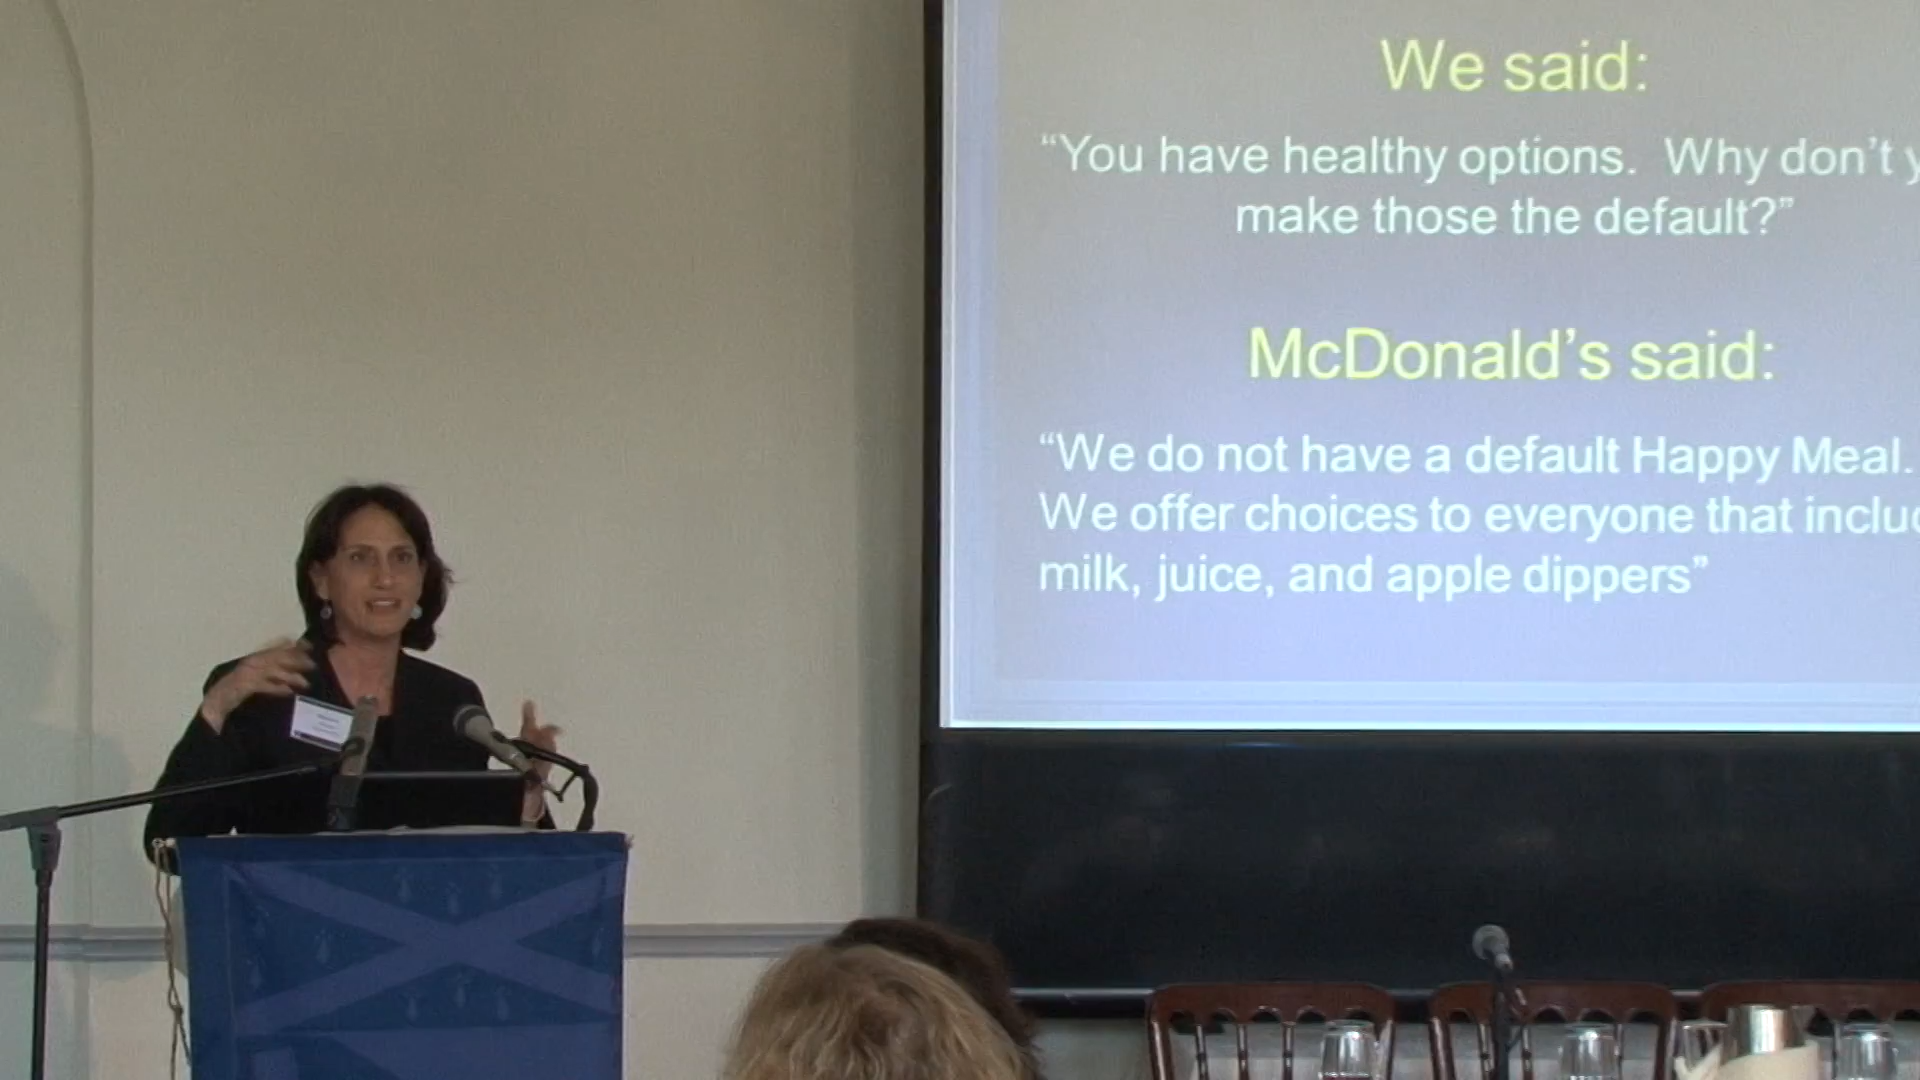 We said:
“You have healthy options.  Why don’t y
make those the default?”
McDonald’s said:
“We do not have a default Happy Meal.
We offer choices to everyone that includ
milk, juice, and apple dippers”